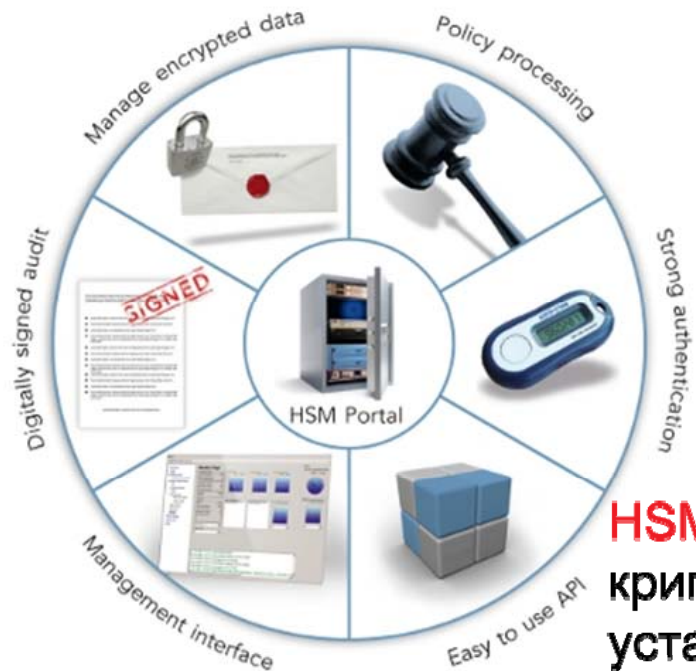 Manage encrypted data
Policy processing
Strong authentication
Easy to use API
Management interface
Digitally signed audit
SIGNED
HSM Portal
HSM
крип
уста